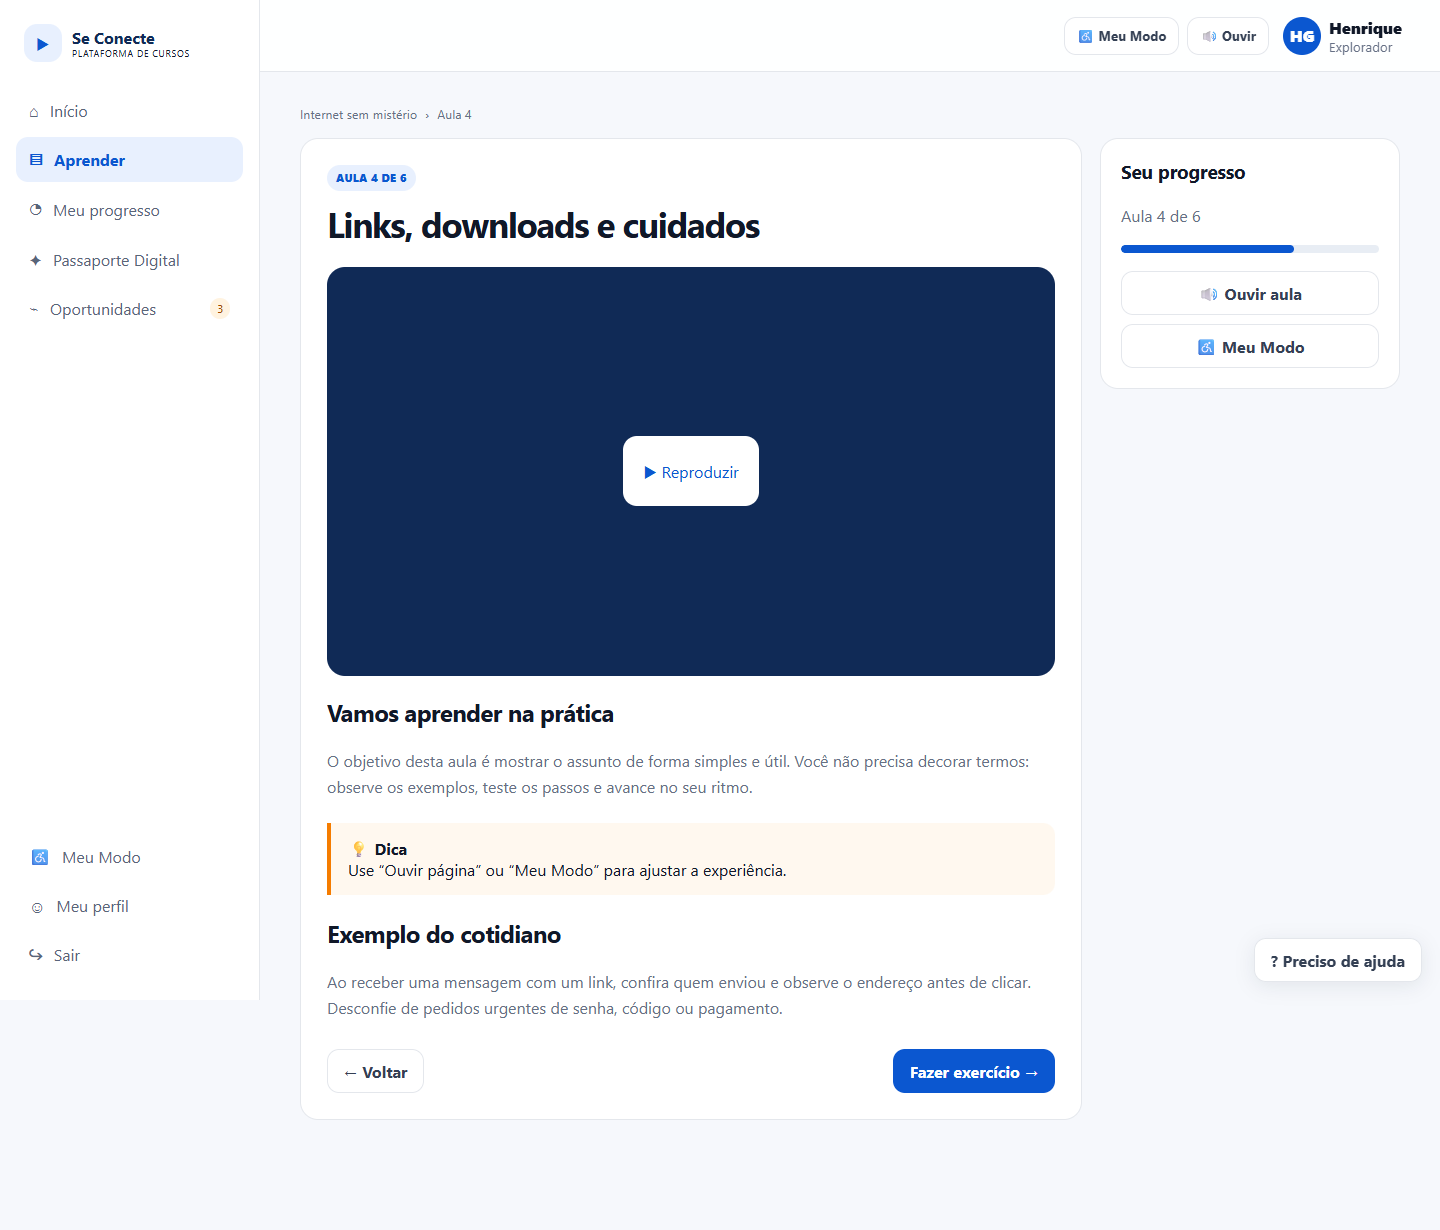 Se Conecte
PLATAFORMA DE CURSOS
Início
Aprender
Meu progresso
Passaporte Digital
Oportunidades 3
Meu Modo
Meu perfil
Sair
Meu Modo
Ouvir
HG
Henrique
Explorador
Internet sem mistério › Aula 4
AULA 4 DE 6
Links, downloads e cuidados
▶ Reproduzir
Vamos aprender na prática
O objetivo desta aula é mostrar o assunto de forma simples e útil. Você não precisa decorar termos:
observe os exemplos, teste os passos e avance no seu ritmo.
💡 Dica
Use “Ouvir página” ou “Meu Modo” para ajustar a experiência.
Exemplo do cotidiano
Ao receber uma mensagem com um link, confira quem enviou e observe o endereço antes de clicar.
Desconfie de pedidos urgentes de senha, código ou pagamento.
← Voltar
Fazer exercício →
Seu progresso
Aula 4 de 6
Ouvir aula
Meu Modo
? Preciso de ajuda